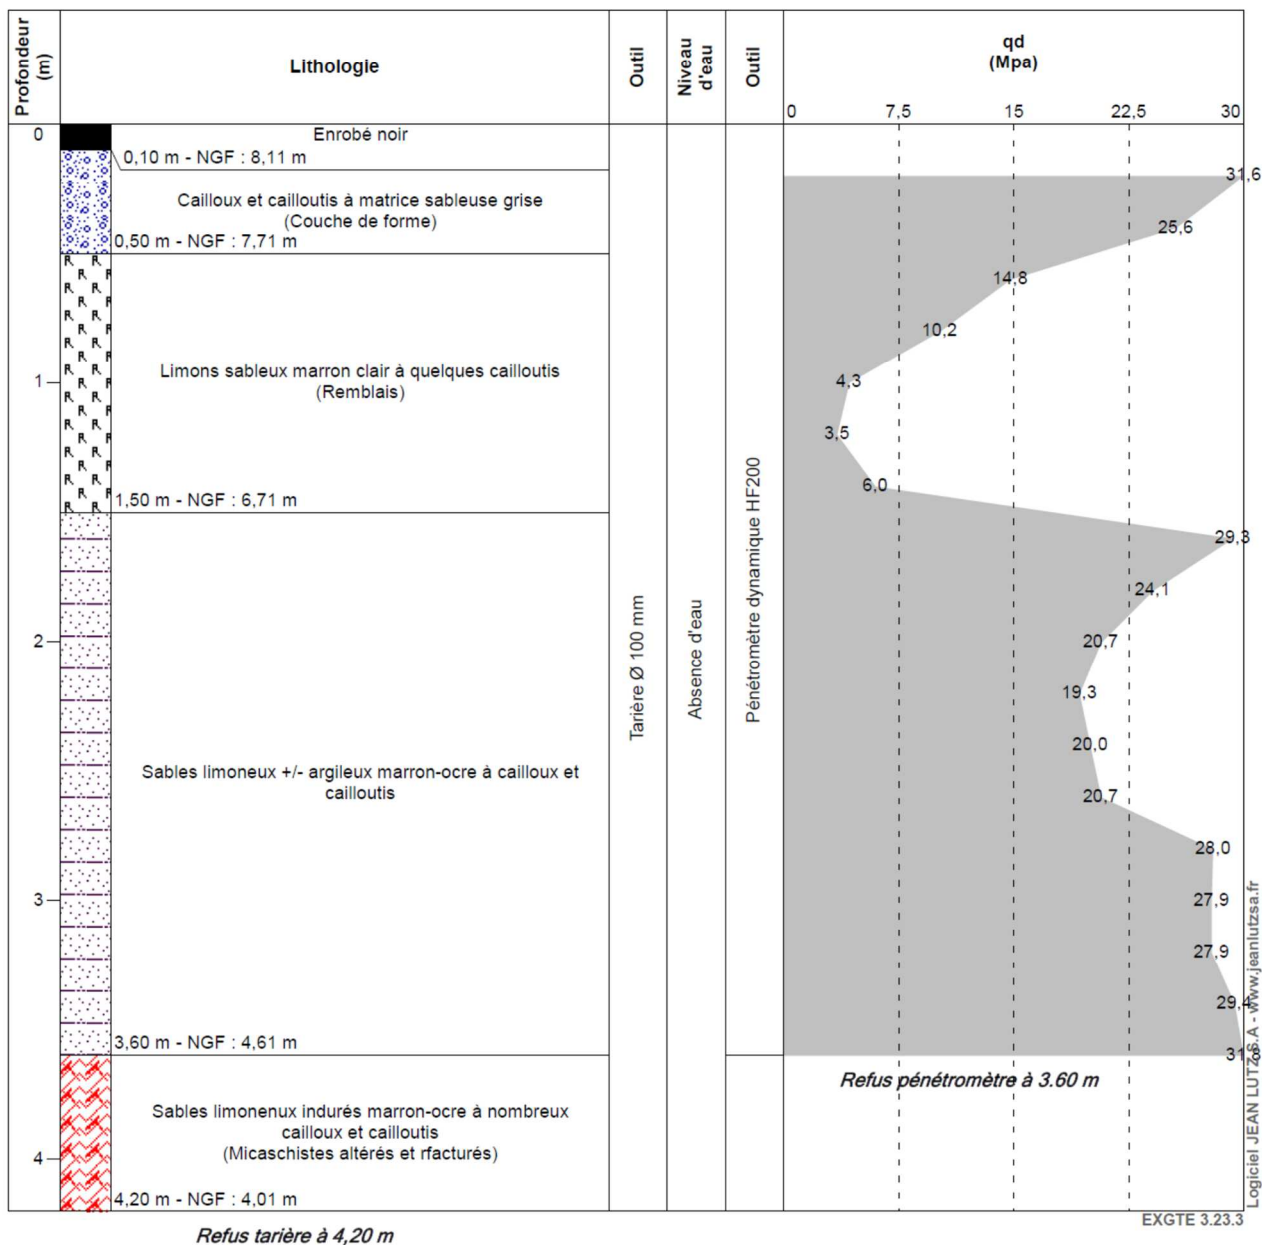 Profondeur
(m)
Lithologie
Outil
Niveau
d'eau
Outil
qd
(Mpa)
0
7,5
15
22,5
30
0
Enrobé noir
0,10 m - NGF : 8,11 m
31,6
Cailloux et cailloutis à matrice sableuse grise
(Couche de forme)
25,6
0,50 m - NGF : 7,71 m
14,8
10,2
Limons sableux marron clair à quelques cailloutis
(Remblais)
1
4,3
3,5
6,0
1,50 m - NGF : 6,71 m
29,3
24,1
2
20,7
19,3
Tarière Ø 100 mm
Absence d'eau
Pénétromètre dynamique HF200
20,0
Sables limoneux +/- argileux marron-ocre à cailloux et
cailloutis
20,7
28,0
3
27,9
27,9
29,4
3,60 m - NGF : 4,61 m
31,8
Refus pénétromètre à 3.60 m
Sables limonenux indurés marron-ocre à nombreux
cailloux et cailloutis
(Micaschistes altérés et rfacturés)
4
4,20 m - NGF : 4,01 m
Refus tarière à 4,20 m
Logiciel JEAN LUTZ S.A - www.jeanlutzsa.fr
EXGTE 3.23.3